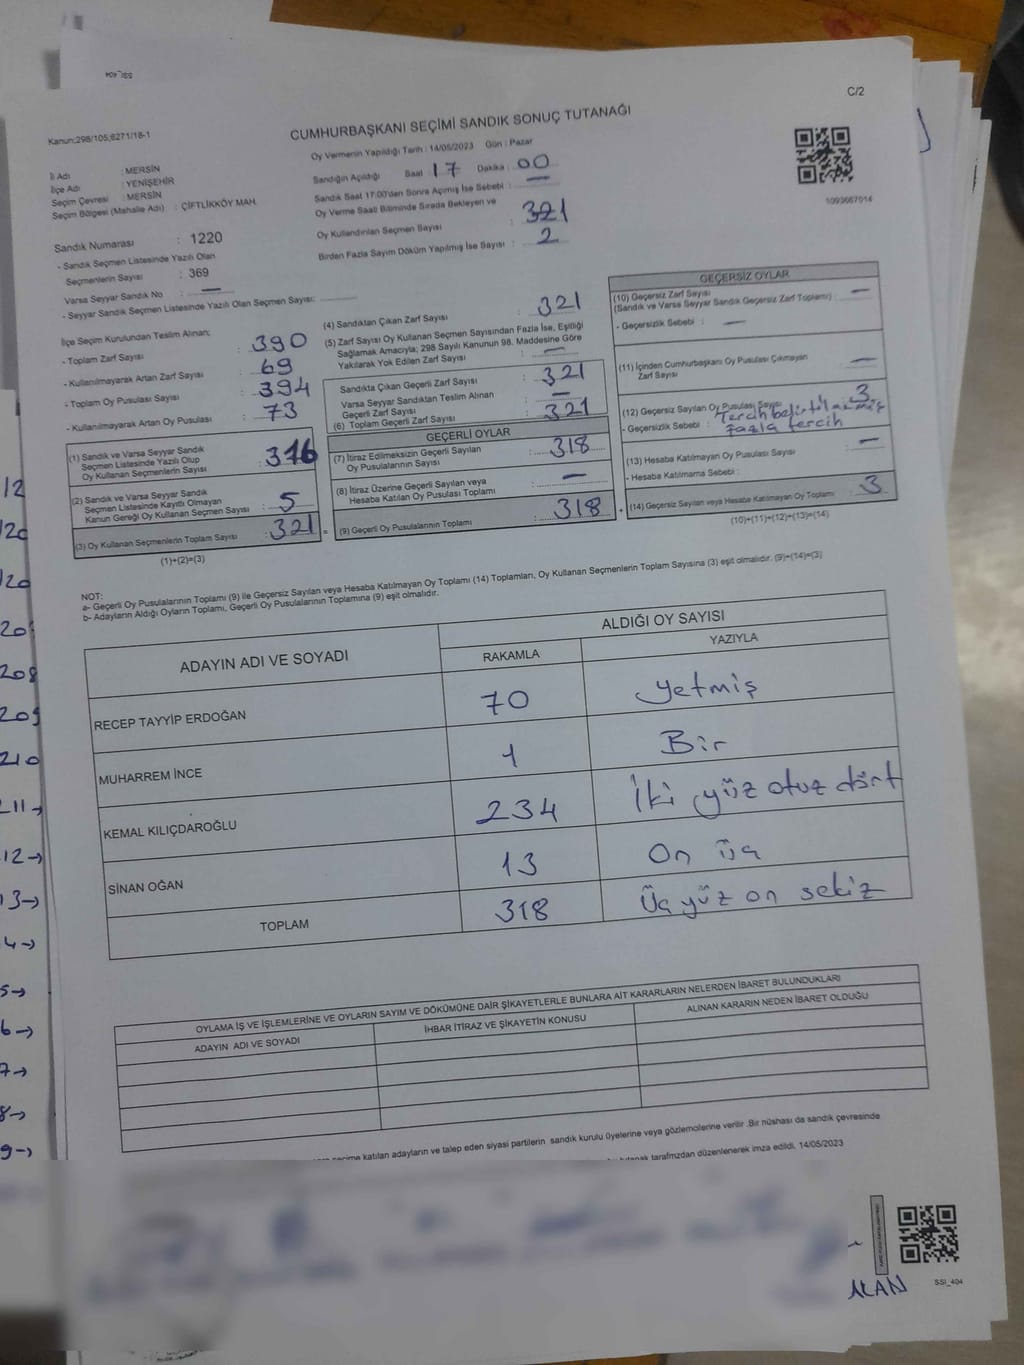 SSI_404
C/2
Kanun:298/105;6271/18-1
CUMHURBAŞKANI SEÇİMİ SANDIK SONUÇ TUTANAĞI
Oy Vermenin Yapıldığı Tarih : 14/05/2023 Gün : Pazar
İl Adı : MERSİN
İlçe Adı : YENİŞEHİR
Seçim Çevresi : MERSİN
Seçim Bölgesi (Mahalle Adı) : ÇİFTLİKKÖY MAH.
Sandığın Açıldığı Saat : 17 Dakika : 00
Sandık Saat 17:00'dan Sonra Açımış İse Sebebi : —
Oy Verme Saati Bitiminde Sırada Bekleyen ve
Oy Kullandırılan Seçmen Sayısı : 321
Birden Fazla Sayım Döküm Yapılmış İse Sayısı : 2
1093667014
Sandık Numarası : 1220
- Sandık Seçmen Listesinde Yazılı Olan
Seçmenlerin Sayısı : 369
Varsa Seyyar Sandık No : —
- Seyyar Sandık Seçmen Listesinde Yazılı Olan Seçmen Sayısı:
İlçe Seçim Kurulundan Teslim Alınan;
- Toplam Zarf Sayısı : 390
- Kullanılmayarak Artan Zarf Sayısı : 69
- Toplam Oy Pusulası Sayısı : 394
- Kullanılmayarak Artan Oy Pusulası : 73
(1) Sandık ve Varsa Seyyar Sandık
Seçmen Listesinde Yazılı Olup
Oy Kullanan Seçmenlerin Sayısı : 316
(2) Sandık ve Varsa Seyyar Sandık
Seçmen Listesinde Kayıtlı Olmayan
Kanun Gereği Oy Kullanan Seçmen Sayısı : 5
(3) Oy Kullanan Seçmenlerin Toplam Sayısı : 321
(1)+(2)=(3)
(4) Sandıktan Çıkan Zarf Sayısı : 321
(5) Zarf Sayısı Oy Kullanan Seçmen Sayısından Fazla İse, Eşitliği
Sağlamak Amacıyla; 298 Sayılı Kanunun 98. Maddesine Göre
Yakılarak Yok Edilen Zarf Sayısı : —
Sandıkta Çıkan Geçerli Zarf Sayısı : 321
Varsa Seyyar Sandıktan Teslim Alınan
Geçerli Zarf Sayısı : —
(6) Toplam Geçerli Zarf Sayısı : 321
GEÇERLİ OYLAR
(7) İtiraz Edilmeksizin Geçerli Sayılan
Oy Pusulalarının Sayısı : 318
(8) İtiraz Üzerine Geçerli Sayılan veya
Hesaba Katılan Oy Pusulası Toplamı : —
(9) Geçerli Oy Pusulalarının Toplamı : 318
GEÇERSİZ OYLAR
(10) Geçersiz Zarf Sayısı
(Sandık ve Varsa Seyyar Sandık Geçersiz Zarf Toplamı) : —
- Geçersizlik Sebebi : —
(11) İçinden Cumhurbaşkanı Oy Pusulası Çıkmayan
Zarf Sayısı : —
(12) Geçersiz Sayılan Oy Pusulası Sayısı : 3
- Geçersizlik Sebebi : Tercih belirtilmemiş
fazla tercih
(13) Hesaba Katılmayan Oy Pusulası Sayısı : —
- Hesaba Katılmama Sebebi :
(14) Geçersiz Sayılan veya Hesaba Katılmayan Oy Toplamı : 3
(10)+(11)+(12)+(13)=(14)
NOT:
a- Geçerli Oy Pusulalarının Toplamı (9) ile Geçersiz Sayılan veya Hesaba Katılmayan Oy Toplamı (14) Toplamları, Oy Kullanan Seçmenlerin Toplam Sayısına (3) eşit olmalıdır. (9)+(14)=(3)
b- Adayların Aldığı Oyların Toplamı, Geçerli Oy Pusulalarının Toplamına (9) eşit olmalıdır.
ADAYIN ADI VE SOYADI
ALDIĞI OY SAYISI
RAKAMLA YAZIYLA
RECEP TAYYİP ERDOĞAN 70 Yetmiş
MUHARREM İNCE 1 Bir
KEMAL KILIÇDAROĞLU 234 İki yüz otuz dört
SİNAN OĞAN 13 On üç
TOPLAM 318 Üç yüz on sekiz
OYLAMA İŞ VE İŞLEMLERİNE VE OYLARIN SAYIM VE DÖKÜMÜNE DAİR ŞİKAYETLERLE BUNLARA AİT KARARLARIN NELERDEN İBARET BULUNDUKLARI
ADAYIN ADI VE SOYADI İHBAR İTİRAZ VE ŞİKAYETİN KONUSU ALINAN KARARIN NEDEN İBARET OLDUĞU
seçime katılan adayların ve talep eden siyasi partilerin sandık kurulu üyelerine veya gözlemcilerine verilir .Bir nüshası da sandık çevresinde
tutanak tarafımzdan düzenlenerek imza edildi. 14/05/2023
ALAN
SSI_404
12
20
20
20
208
209
210
211→
12→
13→
4→
5→
6→
7→
8→
9→